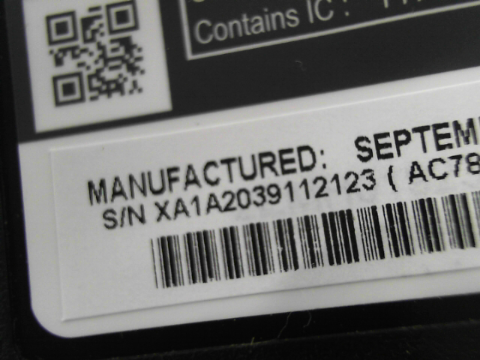 Contains IC :
MANUFACTURED: SEPTEM
S/N XA1A2039112123 ( AC78